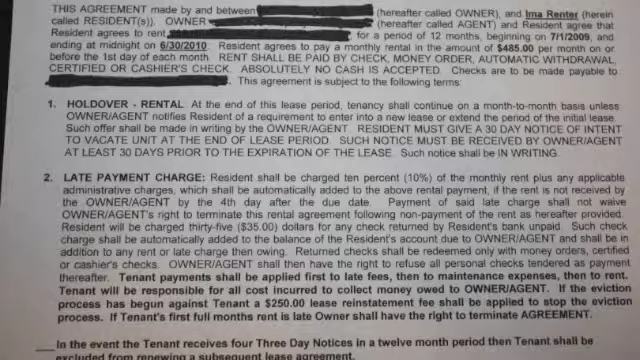 THIS AGREEMENT made by and between (hereafter called OWNER), and Ima Renter (herein
called RESIDENT(s)). OWNER (hereafter called AGENT) and Resident agree that
Resident agrees to rent for a period of 12 months, beginning on 7/1/2009, and
ending at midnight on 6/30/2010. Resident agrees to pay a monthly rental in the amount of $485.00 per month on or
before the 1st day of each month. RENT SHALL BE PAID BY CHECK, MONEY ORDER, AUTOMATIC WITHDRAWAL,
CERTIFIED OR CASHIER'S CHECK. ABSOLUTELY NO CASH IS ACCEPTED. Checks are to be made payable to
. This agreement is subject to the following terms:
1. HOLDOVER - RENTAL At the end of this lease period, tenancy shall continue on a month-to-month basis unless
OWNER/AGENT notifies Resident of a requirement to enter into a new lease or extend the period of the initial lease.
Such offer shall be made in writing by the OWNER/AGENT. RESIDENT MUST GIVE A 30 DAY NOTICE OF INTENT
TO VACATE UNIT AT THE END OF LEASE PERIOD. SUCH NOTICE MUST BE RECEIVED BY OWNER/AGENT
AT LEAST 30 DAYS PRIOR TO THE EXPIRATION OF THE LEASE. Such notice shall be IN WRITING.
2. LATE PAYMENT CHARGE: Resident shall be charged ten percent (10%) of the monthly rent plus any applicable
administrative charges, which shall be automatically added to the above rental payment, if the rent is not received by
the OWNER/AGENT by the 4th day after the due date. Payment of said late charge shall not waive
OWNER/AGENT's right to terminate this rental agreement following non-payment of the rent as hereafter provided.
Resident will be charged thirty-five ($35.00) dollars for any check returned by Resident's bank unpaid. Such check
charge shall be automatically added to the balance of the Resident's account due to OWNER/AGENT and shall be in
addition to any rent or late charge then owing. Returned checks shall be redeemed only with money orders, certified
or cashier's checks. OWNER/AGENT shall then have the right to refuse all personal checks tendered as payment
thereafter. Tenant payments shall be applied first to late fees, then to maintenance expenses, then to rent.
Tenant will be responsible for all cost incurred to collect money owed to OWNER/AGENT. If the eviction
process has begun against Tenant a $250.00 lease reinstatement fee shall be applied to stop the eviction
process. If Tenant's first full months rent is late Owner shall have the right to terminate AGREEMENT.
___In the event the Tenant receives four Three Day Notices in a twelve month period then Tenant shall be
excluded from renewing a subsequent lease agreement.